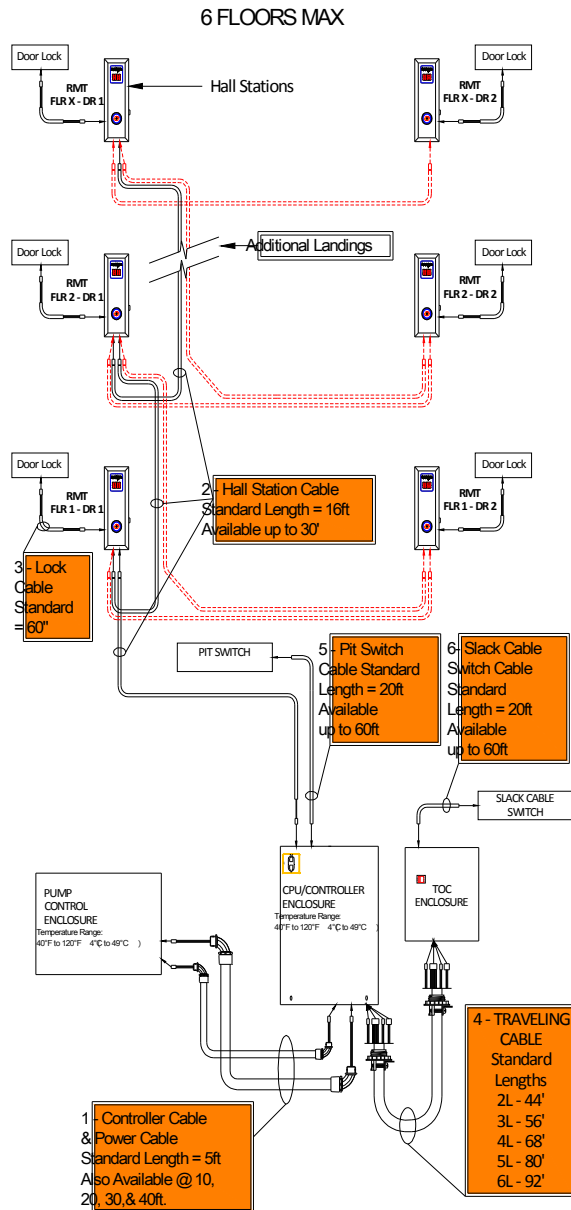 6 FLOORS MAX
Door Lock
RMT
FLR X - DR 1
Hall Stations
RMT
FLR X - DR 2
Door Lock
Additional Landings
Door Lock
RMT
FLR 2 - DR 1
RMT
FLR 2 - DR 2
Door Lock
Door Lock
RMT
FLR 1 - DR 1
2 - Hall Station Cable
Standard Length = 16ft
Available up to 30'
RMT
FLR 1 - DR 2
Door Lock
3 - Lock
Cable
Standard
= 60"
PIT SWITCH
5 - Pit Switch
Cable Standard
Length = 20ft
Available
up to 60ft
6 - Slack Cable
Switch Cable
Standard
Length = 20ft
Available
up to 60ft
SLACK CABLE
SWITCH
PUMP
CONTROL
ENCLOSURE
Temperature Range:
40°F to 120°F 4°(C to 49°C )
CPU/CONTROLLER
ENCLOSURE
Temperature Range:
40°F to 120°F 4°(C to 49°C )
TOC
ENCLOSURE
1 - Controller Cable
& Power Cable
Standard Length = 5ft
Also Available @ 10,
20, 30,& 40ft.
4 - TRAVELING
CABLE
Standard
Lengths
2L - 44'
3L - 56'
4L - 68'
5L - 80'
6L - 92'